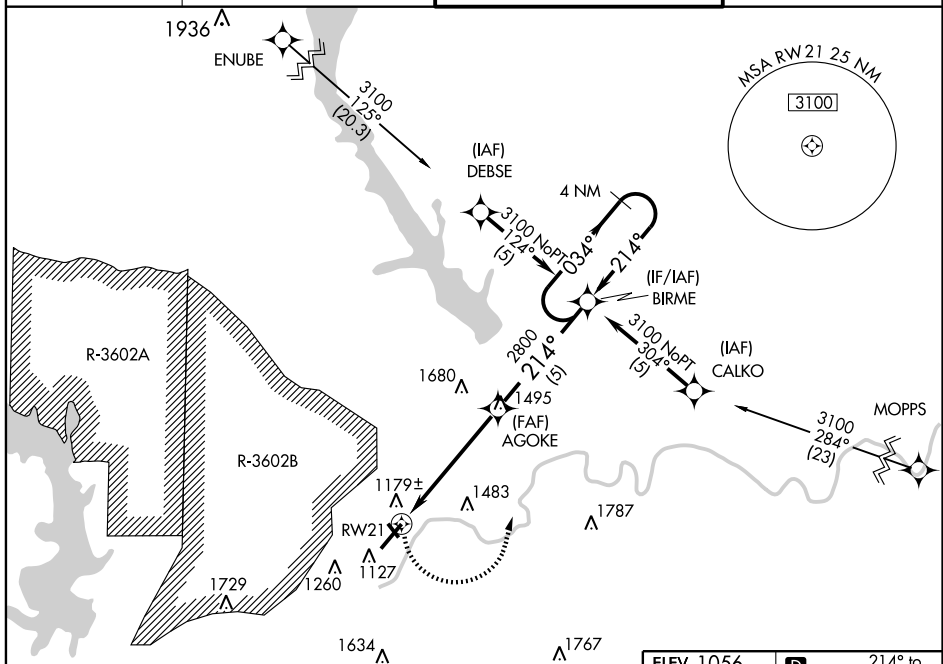 1936
ENUBE
3100
125°
(20.3)
MSA RW21 25 NM
3100
(IAF)
DEBSE
4 NM
3100 NoPT
124°
(5)
034°
214°
(IF/IAF)
BIRME
3100 NoPT
304°
(5)
(IAF)
CALKO
2800
214°
(5)
R-3602A
1680
1495
(FAF)
AGOKE
MOPPS
3100
284°
(23)
R-3602B
1179±
1483
1787
RW21
1127
1260
1729
1634
1767
ELEV 1056
D
214° to